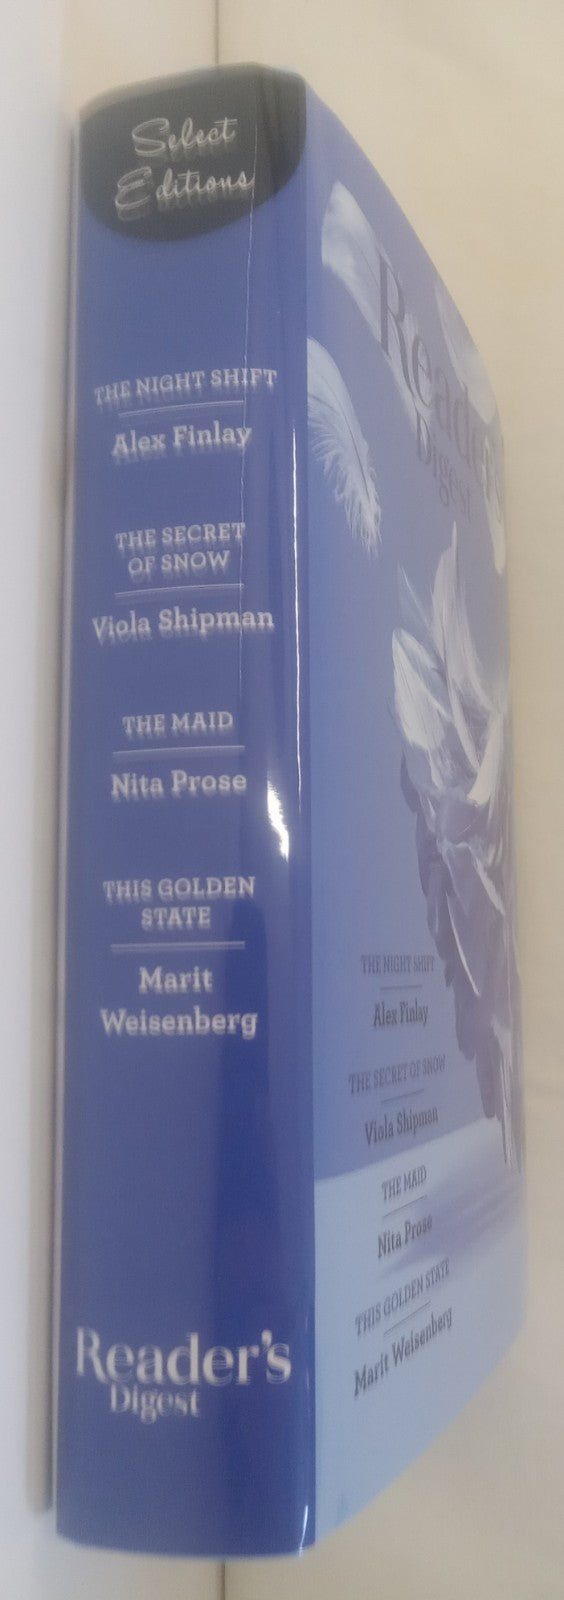 Select
Editions
THE NIGHT SHIFT
Alex Finlay
THE SECRET
OF SNOW
Viola Shipman
THE MAID
Nita Prose
THIS GOLDEN
STATE
Marit
Weisenberg
Reader's
Digest
Reader's
Digest
THE NIGHT SHIFT
Alex Finlay
THE SECRET OF SNOW
Viola Shipman
THE MAID
Nita Prose
THIS GOLDEN STATE
Marit Weisenberg